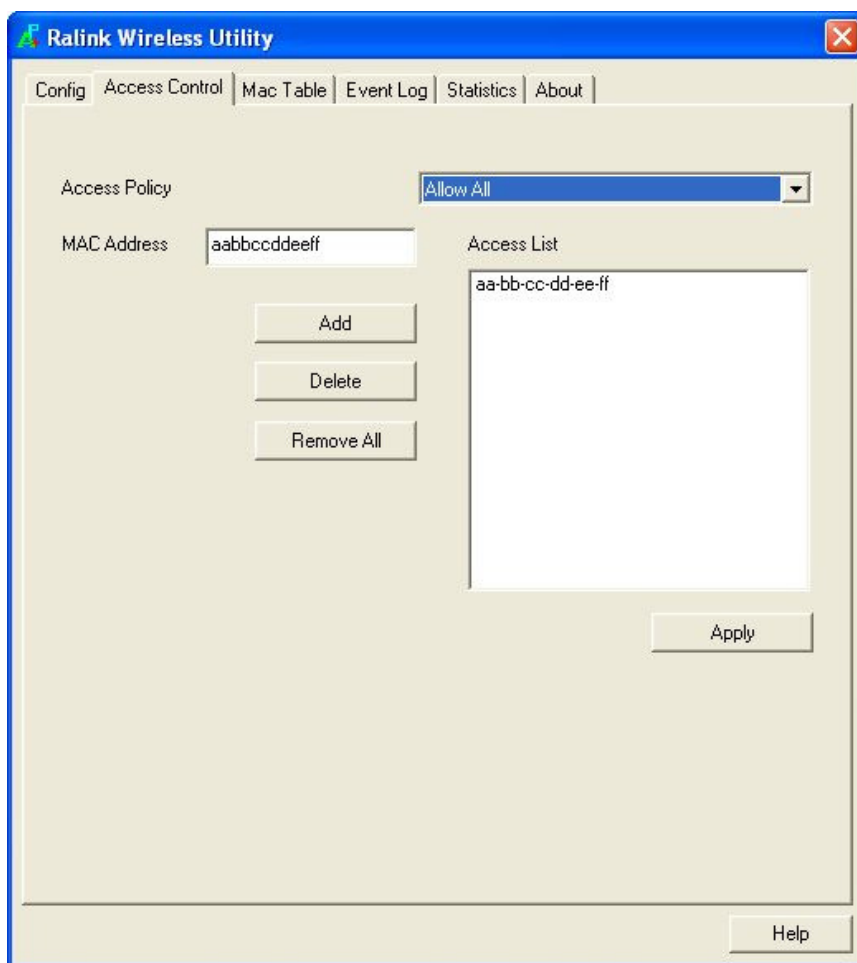 Ralink Wireless Utility
Config Access Control Mac Table Event Log Statistics About
Access Policy Allow All
MAC Address aabbccddeeff Access List
aa-bb-cc-dd-ee-ff
Add
Delete
Remove All
Apply
Help